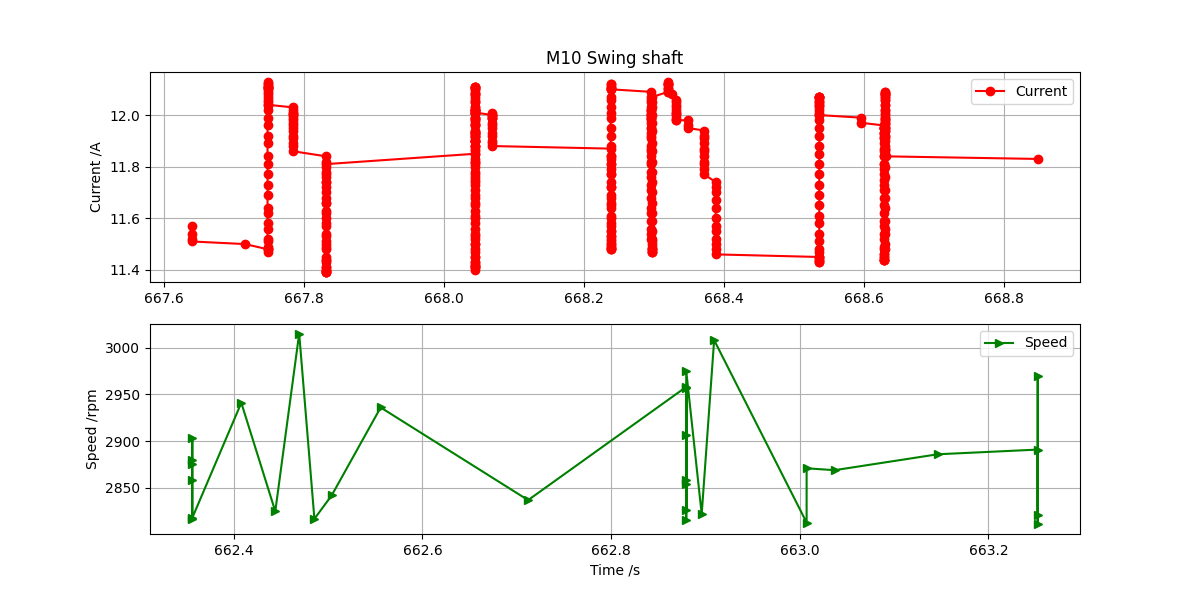 M10 Swing shaft
Current /A
12.0
11.8
11.6
11.4
Current
667.6 667.8 668.0 668.2 668.4 668.6 668.8
Speed /rpm
3000
2950
2900
2850
Speed
662.4 662.6 662.8 663.0 663.2
Time /s